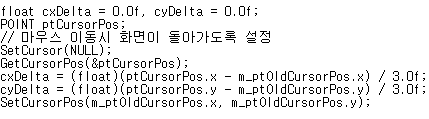 float cxDelta = 0.0f, cyDelta = 0.0f;
POINT ptCursorPos;
// 마우스 이동시 화면이 돌아가도록 설정
SetCursor(NULL);
GetCursorPos(&ptCursorPos);
cxDelta = (float)(ptCursorPos.x - m_ptOldCursorPos.x) / 3.0f;
cyDelta = (float)(ptCursorPos.y - m_ptOldCursorPos.y) / 3.0f;
SetCursorPos(m_ptOldCursorPos.x, m_ptOldCursorPos.y);